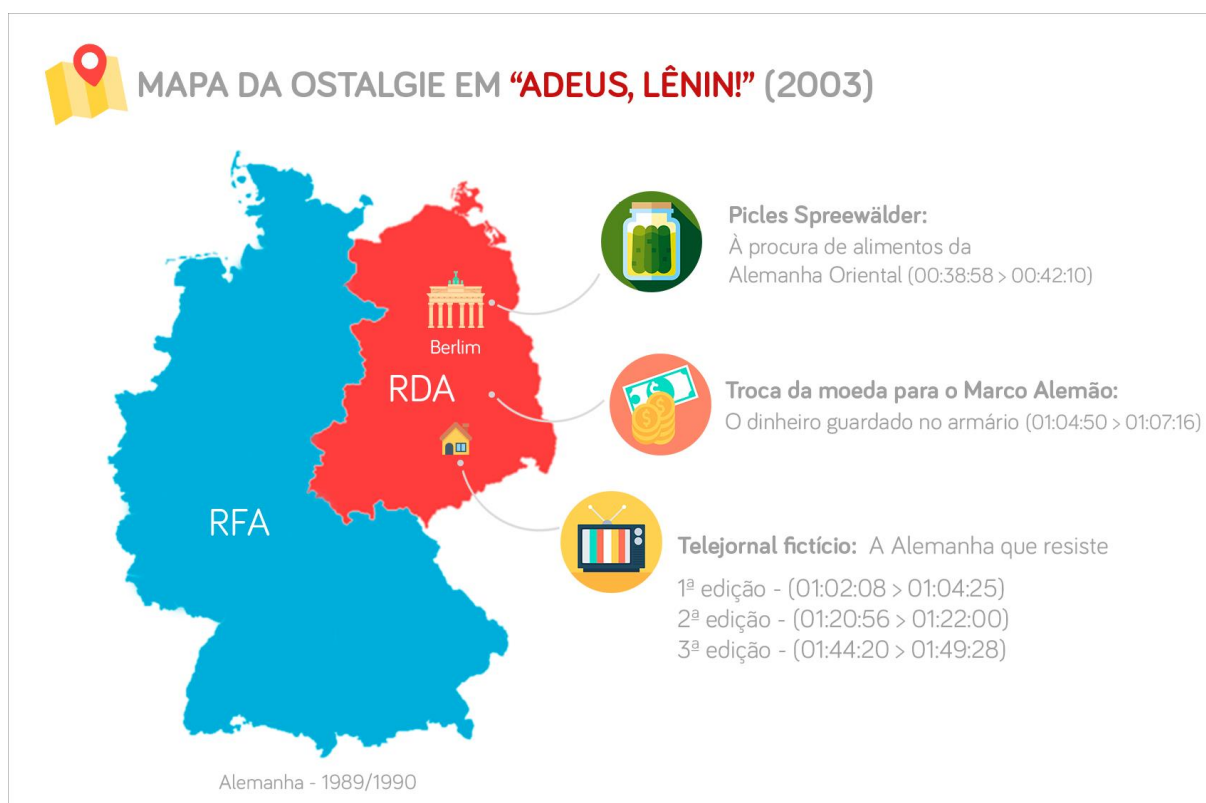 MAPA DA OSTALGIE EM “ADEUS, LÊNIN!” (2003)
Picles Spreewälder:
À procura de alimentos da
Alemanha Oriental (00:38:58 > 00:42:10)
Berlim
RDA
Troca da moeda para o Marco Alemão:
O dinheiro guardado no armário (01:04:50 > 01:07:16)
RFA
Telejornal fictício: A Alemanha que resiste
1ª edição - (01:02:08 > 01:04:25)
2ª edição - (01:20:56 > 01:22:00)
3ª edição - (01:44:20 > 01:49:28)
Alemanha - 1989/1990